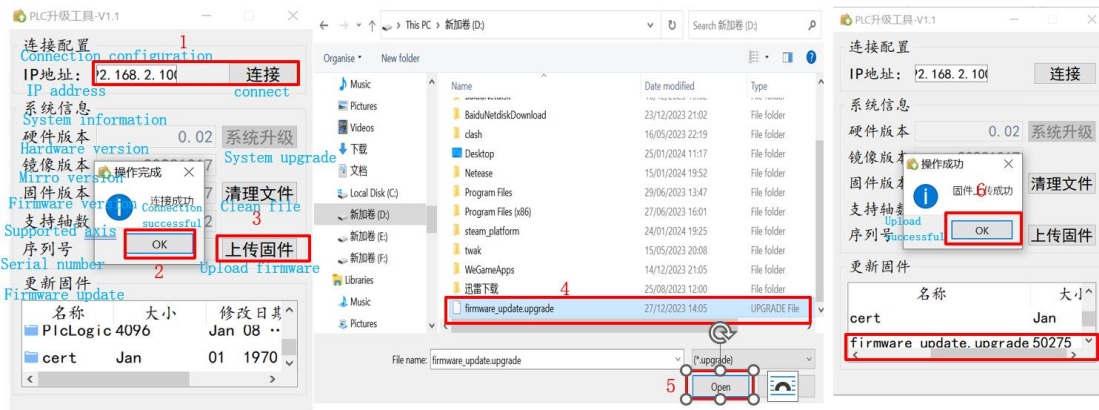 PLC升级工具-V1.1
连接配置
1
Connection configuration
IP地址:
2.168.2.10
连接
IP address
connect
系统信息
System information
硬件版本
0.02
系统升级
Hardware version
System upgrade
镜像版本
Mirro version
操作完成
固件版本
连接成功
清理文件
Firmware version
Connection
successful
Clean file
3
支持轴数
2
Supported axis
OK
序列号
上传固件
Serial number
2
Upload firmware
更新固件
Firmware update
名称
大小
修改日其
PlcLogic
4096
Jan 08 ··
cert
Jan
01 1970
This PC
新加卷 (D:)
Search 新加卷 (D:)
Organise
New folder
Music
Pictures
Videos
下载
文档
Local Disk (C:)
新加卷 (D:)
新加卷 (E:)
新加卷 (F:)
Libraries
Music
Pictures
Name
Date modified
Type
BaiduNetdiskDownload
23/12/2023 21:02
File folder
clash
16/05/2023 22:19
File folder
Desktop
25/01/2024 11:17
File folder
Netease
15/01/2024 19:52
File folder
Program Files
29/06/2023 13:47
File folder
Program Files (x86)
27/06/2023 16:01
File folder
steam_platform
24/01/2024 19:25
File folder
twak
15/05/2023 20:08
File folder
WeGameApps
14/12/2023 21:05
File folder
迅雷下载
25/08/2023 12:00
File folder
4
firmware_update.upgrade
27/12/2023 14:05
UPGRADE File
File name:
firmware_update.upgrade
(*.upgrade)
5
Open
PLC升级工具-V1.1
连接配置
IP地址:
2.168.2.10
连接
系统信息
硬件版本
0.02
系统升级
镜像版本
操作成功
固件版
固件上传成功
6
清理文件
支持轴
Upload
successful
OK
序列号
上传固件
更新固件
名称
大小
cert
Jan
firmware_update.upgrade
50275